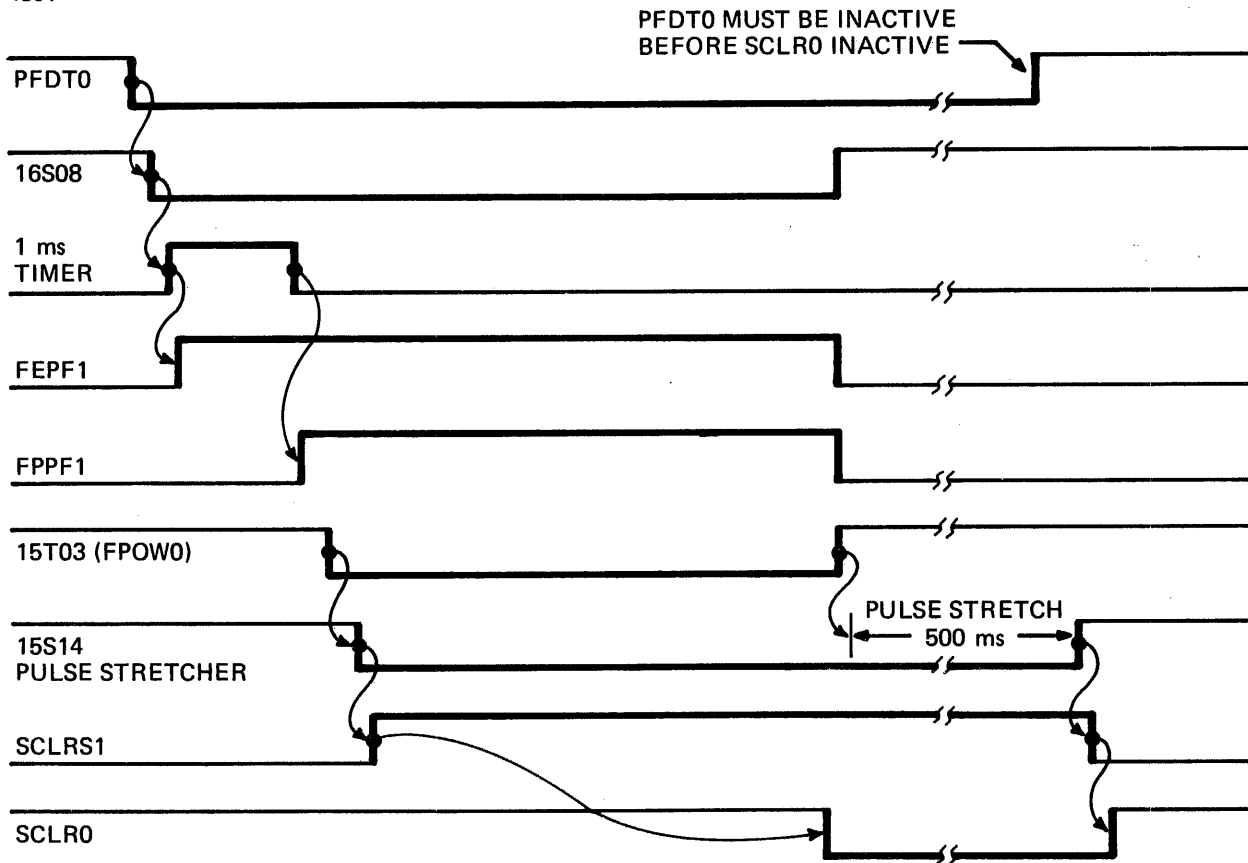 PFDT0 MUST BE INACTIVE
BEFORE SCLR0 INACTIVE
PFDT0
16S08
1 ms
TIMER
FEPF1
FPPF1
15T03 (FPOW0)
PULSE STRETCH
500 ms
15S14
PULSE STRETCHER
SCLRS1
SCLR0